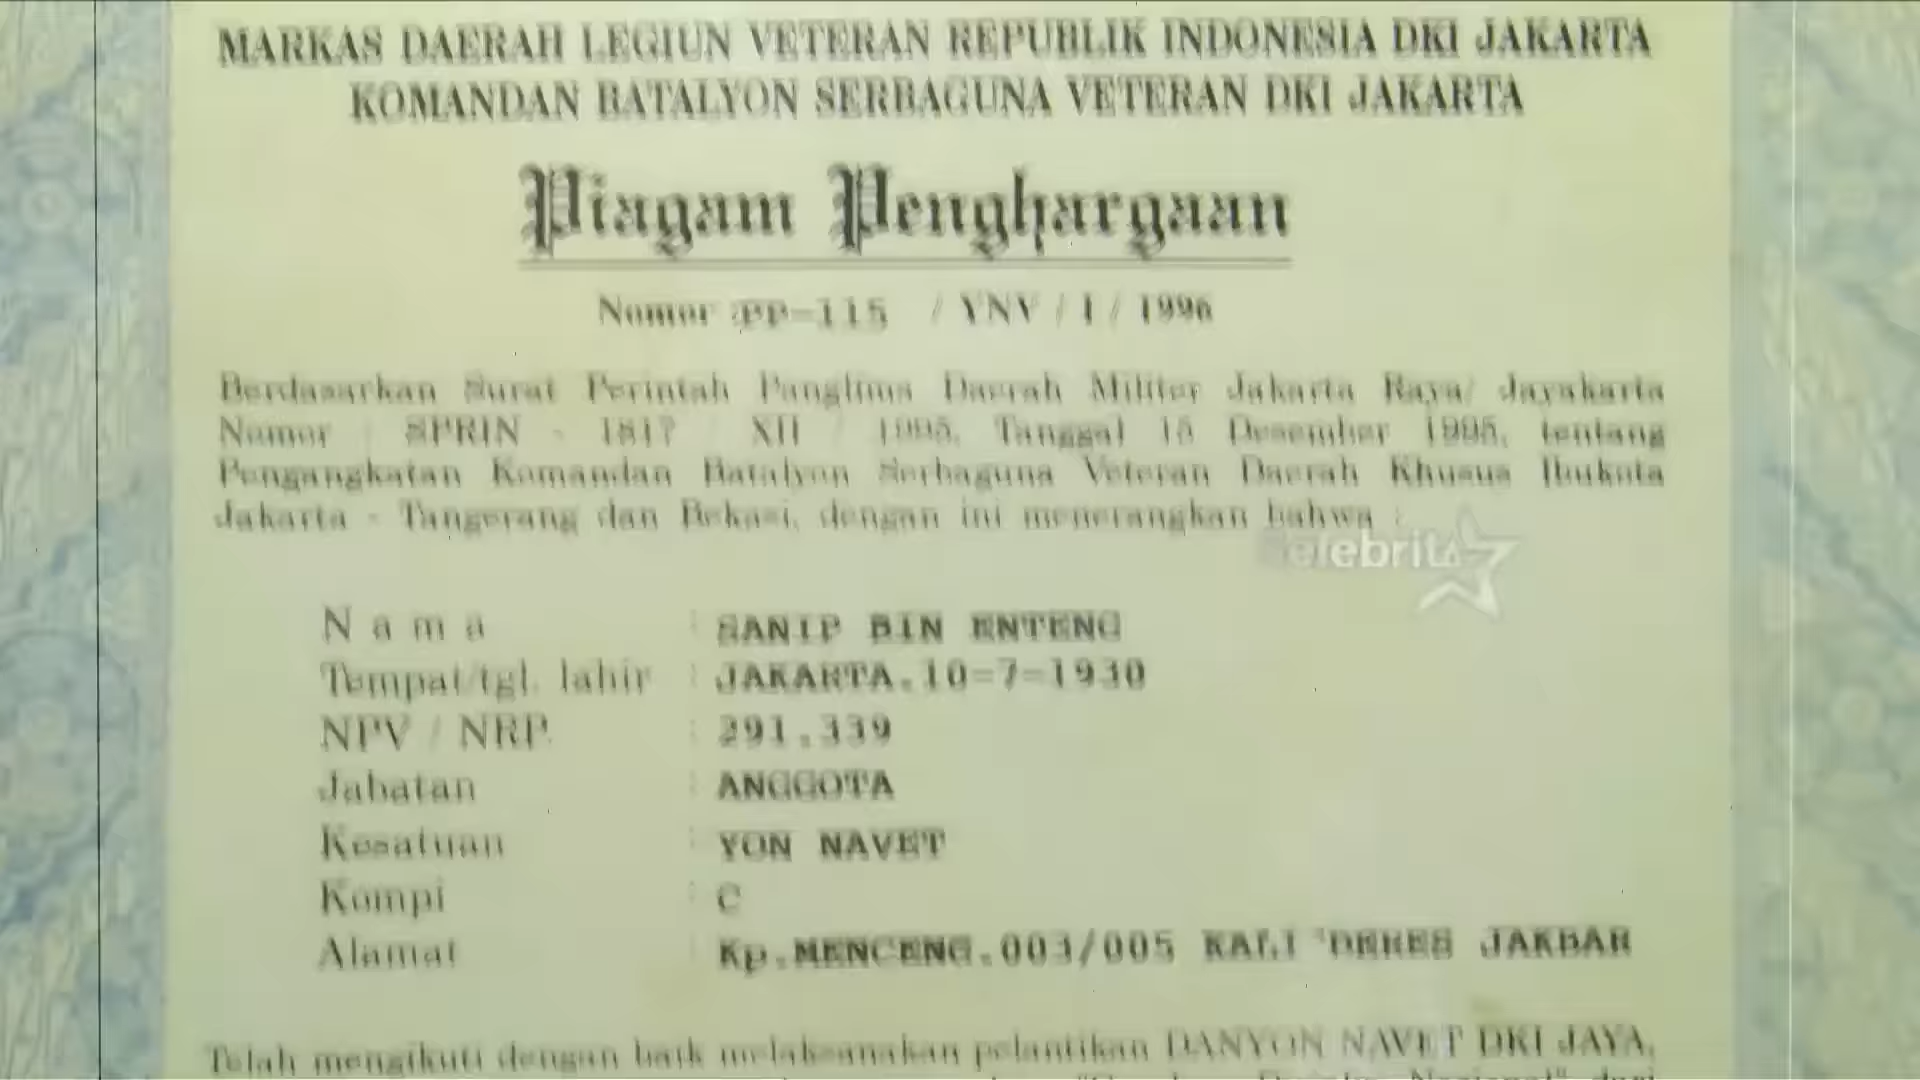 MARKAS DAERAH LEGIUN VETERAN REPUBLIK INDONESIA DKI JAKARTA
KOMANDAN BATALYON SERBAGUNA VETERAN DKI JAKARTA
Piagam Penghargaan
Nomor :PP-115 / YNV / I / 1996
Berdasarkan Surat Perintah Panglima Daerah Militer Jakarta Raya/ Jayakarta
Nomor : SPRIN - 1817 / XII / 1995, Tanggal 15 Desember 1995, tentang
Pengangkatan Komandan Batalyon Serbaguna Veteran Daerah Khusus Ibukota
Jakarta - Tangerang dan Bekasi, dengan ini menerangkan bahwa :
Selebrita
N a m a : SANIP BIN ENTENG
Tempat/tgl. lahir : JAKARTA.10-7-1930
NPV / NRP. : 291.339
Jabatan : ANGGOTA
Kesatuan : YON NAVET
Kompi : C
Alamat : Kp.MENCENG.003/005 KALI DERES JAKBAR
Telah mengikuti dengan baik melaksanakan pelantikan DANYON NAVET DKI JAYA,